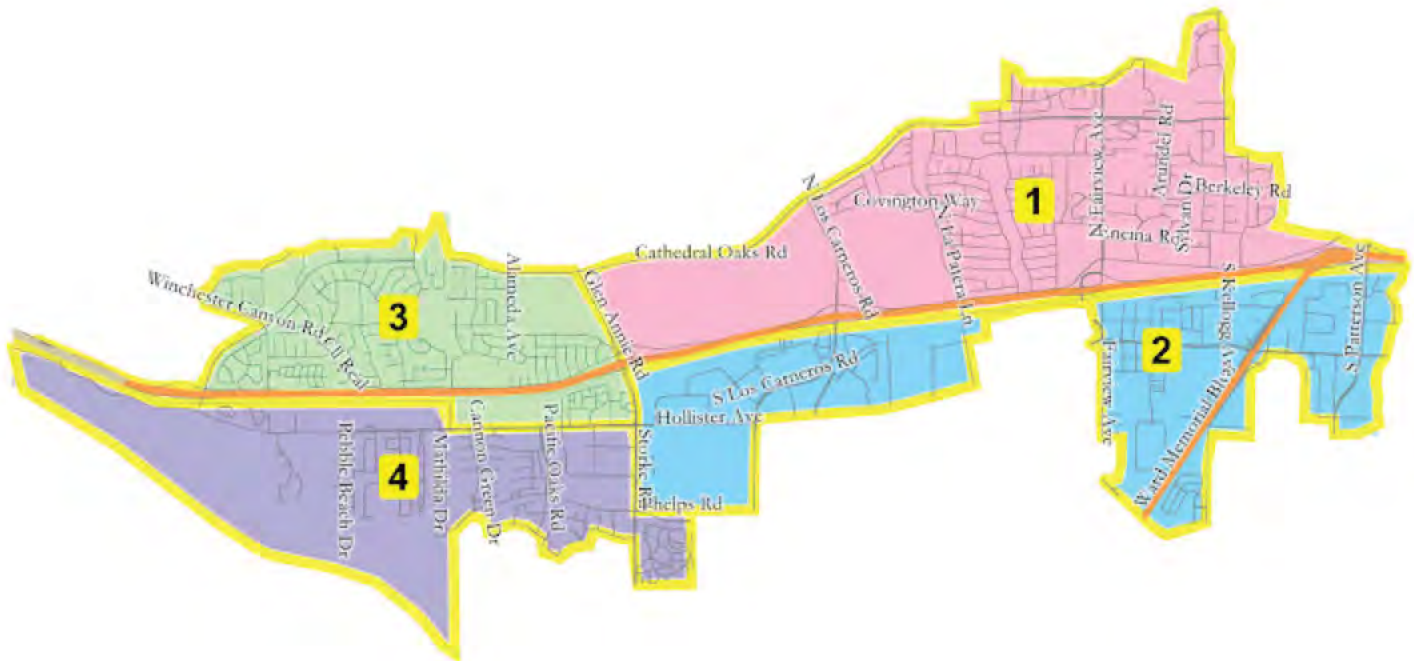 Arundel Rd
N Fairview Ave
1
Berkeley Rd
Sylvan Dr
Covington Way
N Los Carneros Rd
N La Patera Ln
Encina Rd
Cathedral Oaks Rd
Almeda Ave
Glen Annie Rd
Winchester Canyon Rd
Cll Real
3
S Kellogg Ave
S Patterson Ave
2
Fairview Ave
Ward Memorial Blvd
S Los Carneros Rd
Hollister Ave
Storke Rd
Phelps Rd
Pacific Oaks Rd
Cannon Green Dr
Mathilda Dr
Pebble Beach Dr
4